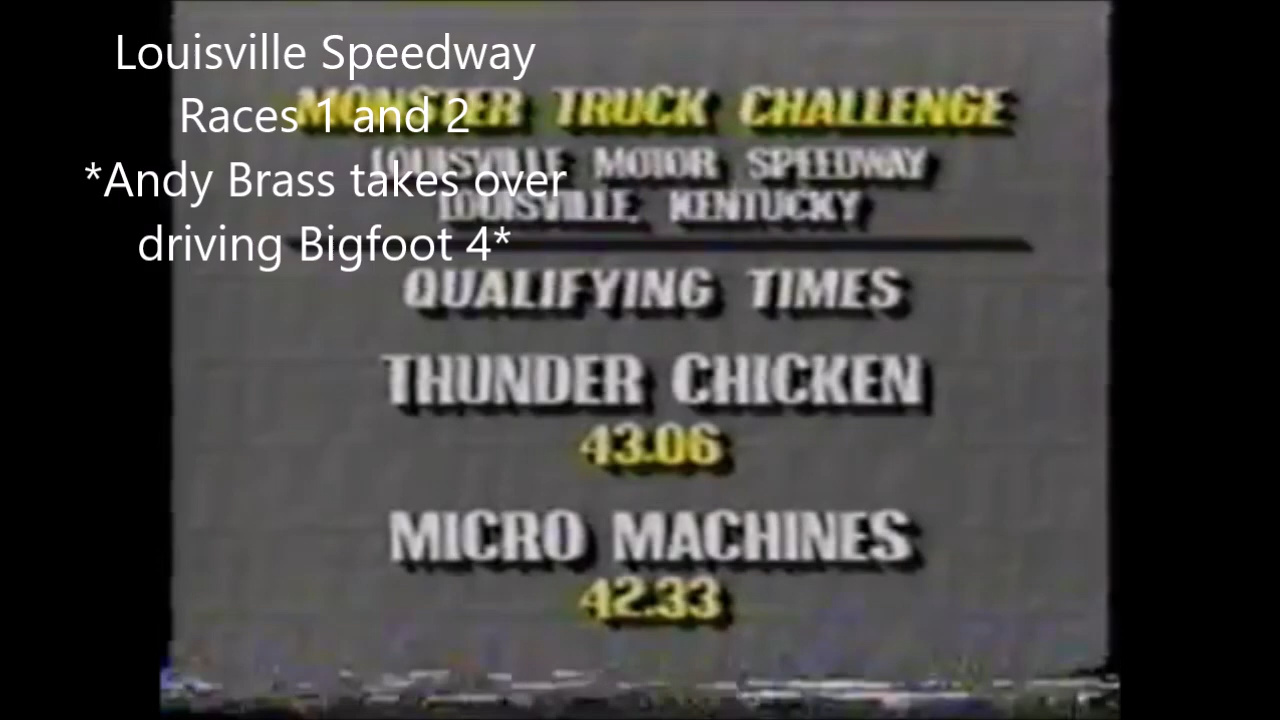 Louisville Speedway
Races 1 and 2
*Andy Brass takes over
driving Bigfoot 4*
MONSTER TRUCK CHALLENGE
LOUISVILLE MOTOR SPEEDWAY
LOUISVILLE, KENTUCKY
QUALIFYING TIMES
THUNDER CHICKEN
43.06
MICRO MACHINES
42.33